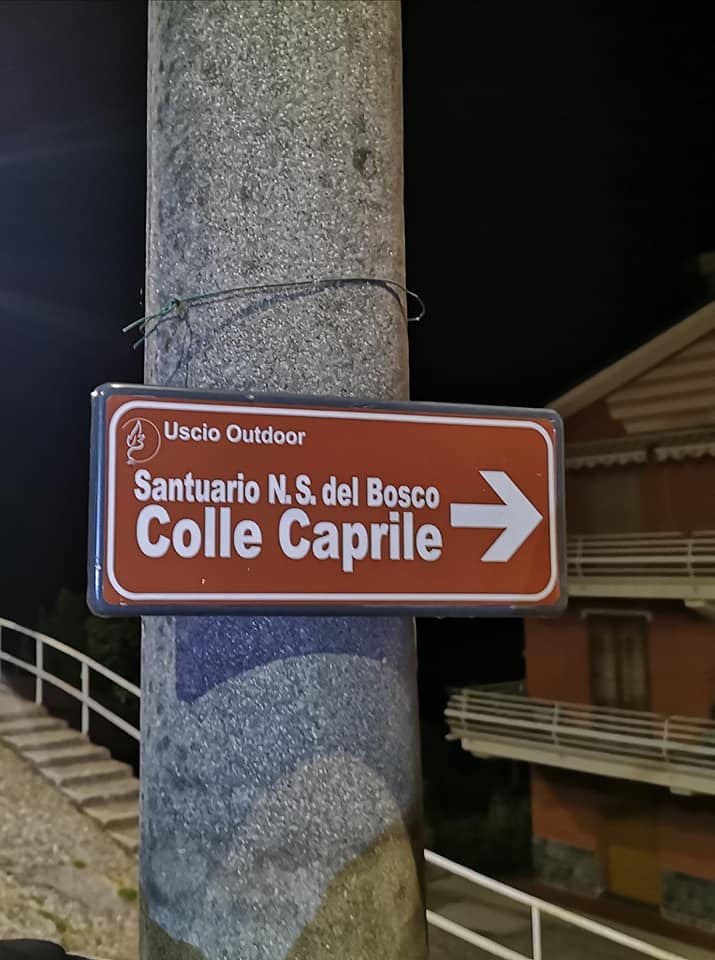 Uscio Outdoor
Santuario N.S. del Bosco
Colle Caprile